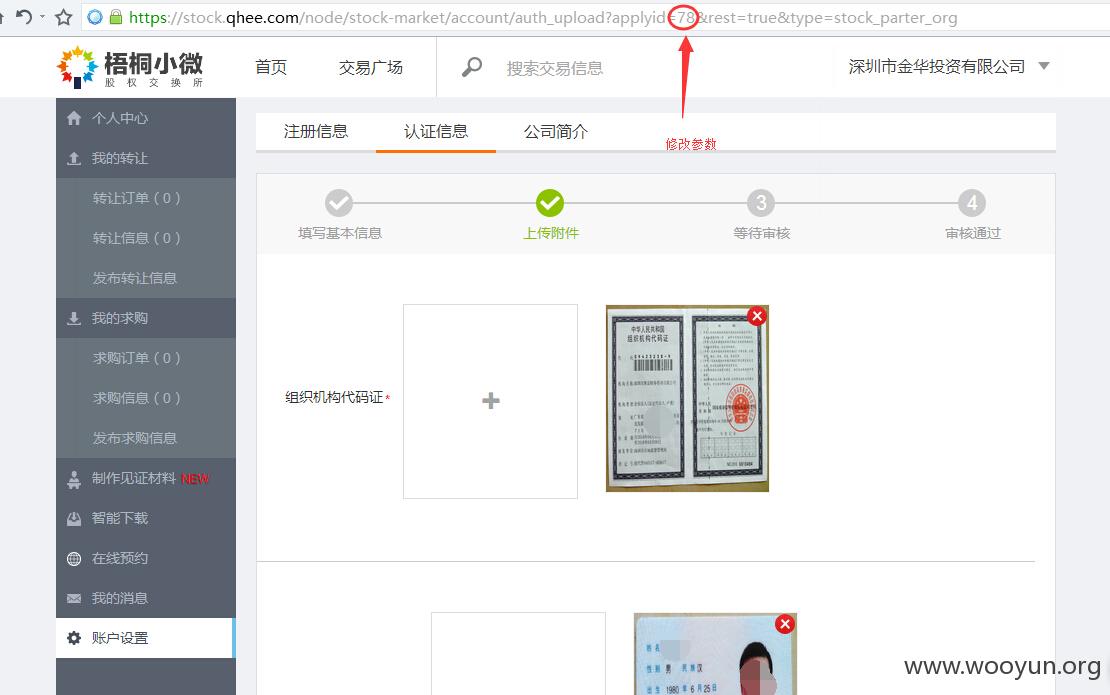 https://stock.qhee.com/node/stock-market/account/auth_upload?applyid=78&rest=true&type=stock_parter_org
梧桐小微
股权交换所
首页
交易广场
搜索交易信息
深圳市金华投资有限公司
个人中心
我的转让
转让订单（0）
转让信息（0）
发布转让信息
我的求购
求购订单（0）
求购信息（0）
发布求购信息
制作见证材料 NEW
智能下载
在线预约
我的消息
账户设置
注册信息
认证信息
公司简介
修改参数
填写基本信息
上传附件
3
等待审核
4
审核通过
组织机构代码证*
中华人民共和国
组织机构代码证
姓名
性别 男 民族 汉
出生 1980 年 6 月 25 日
www.wooyun.org